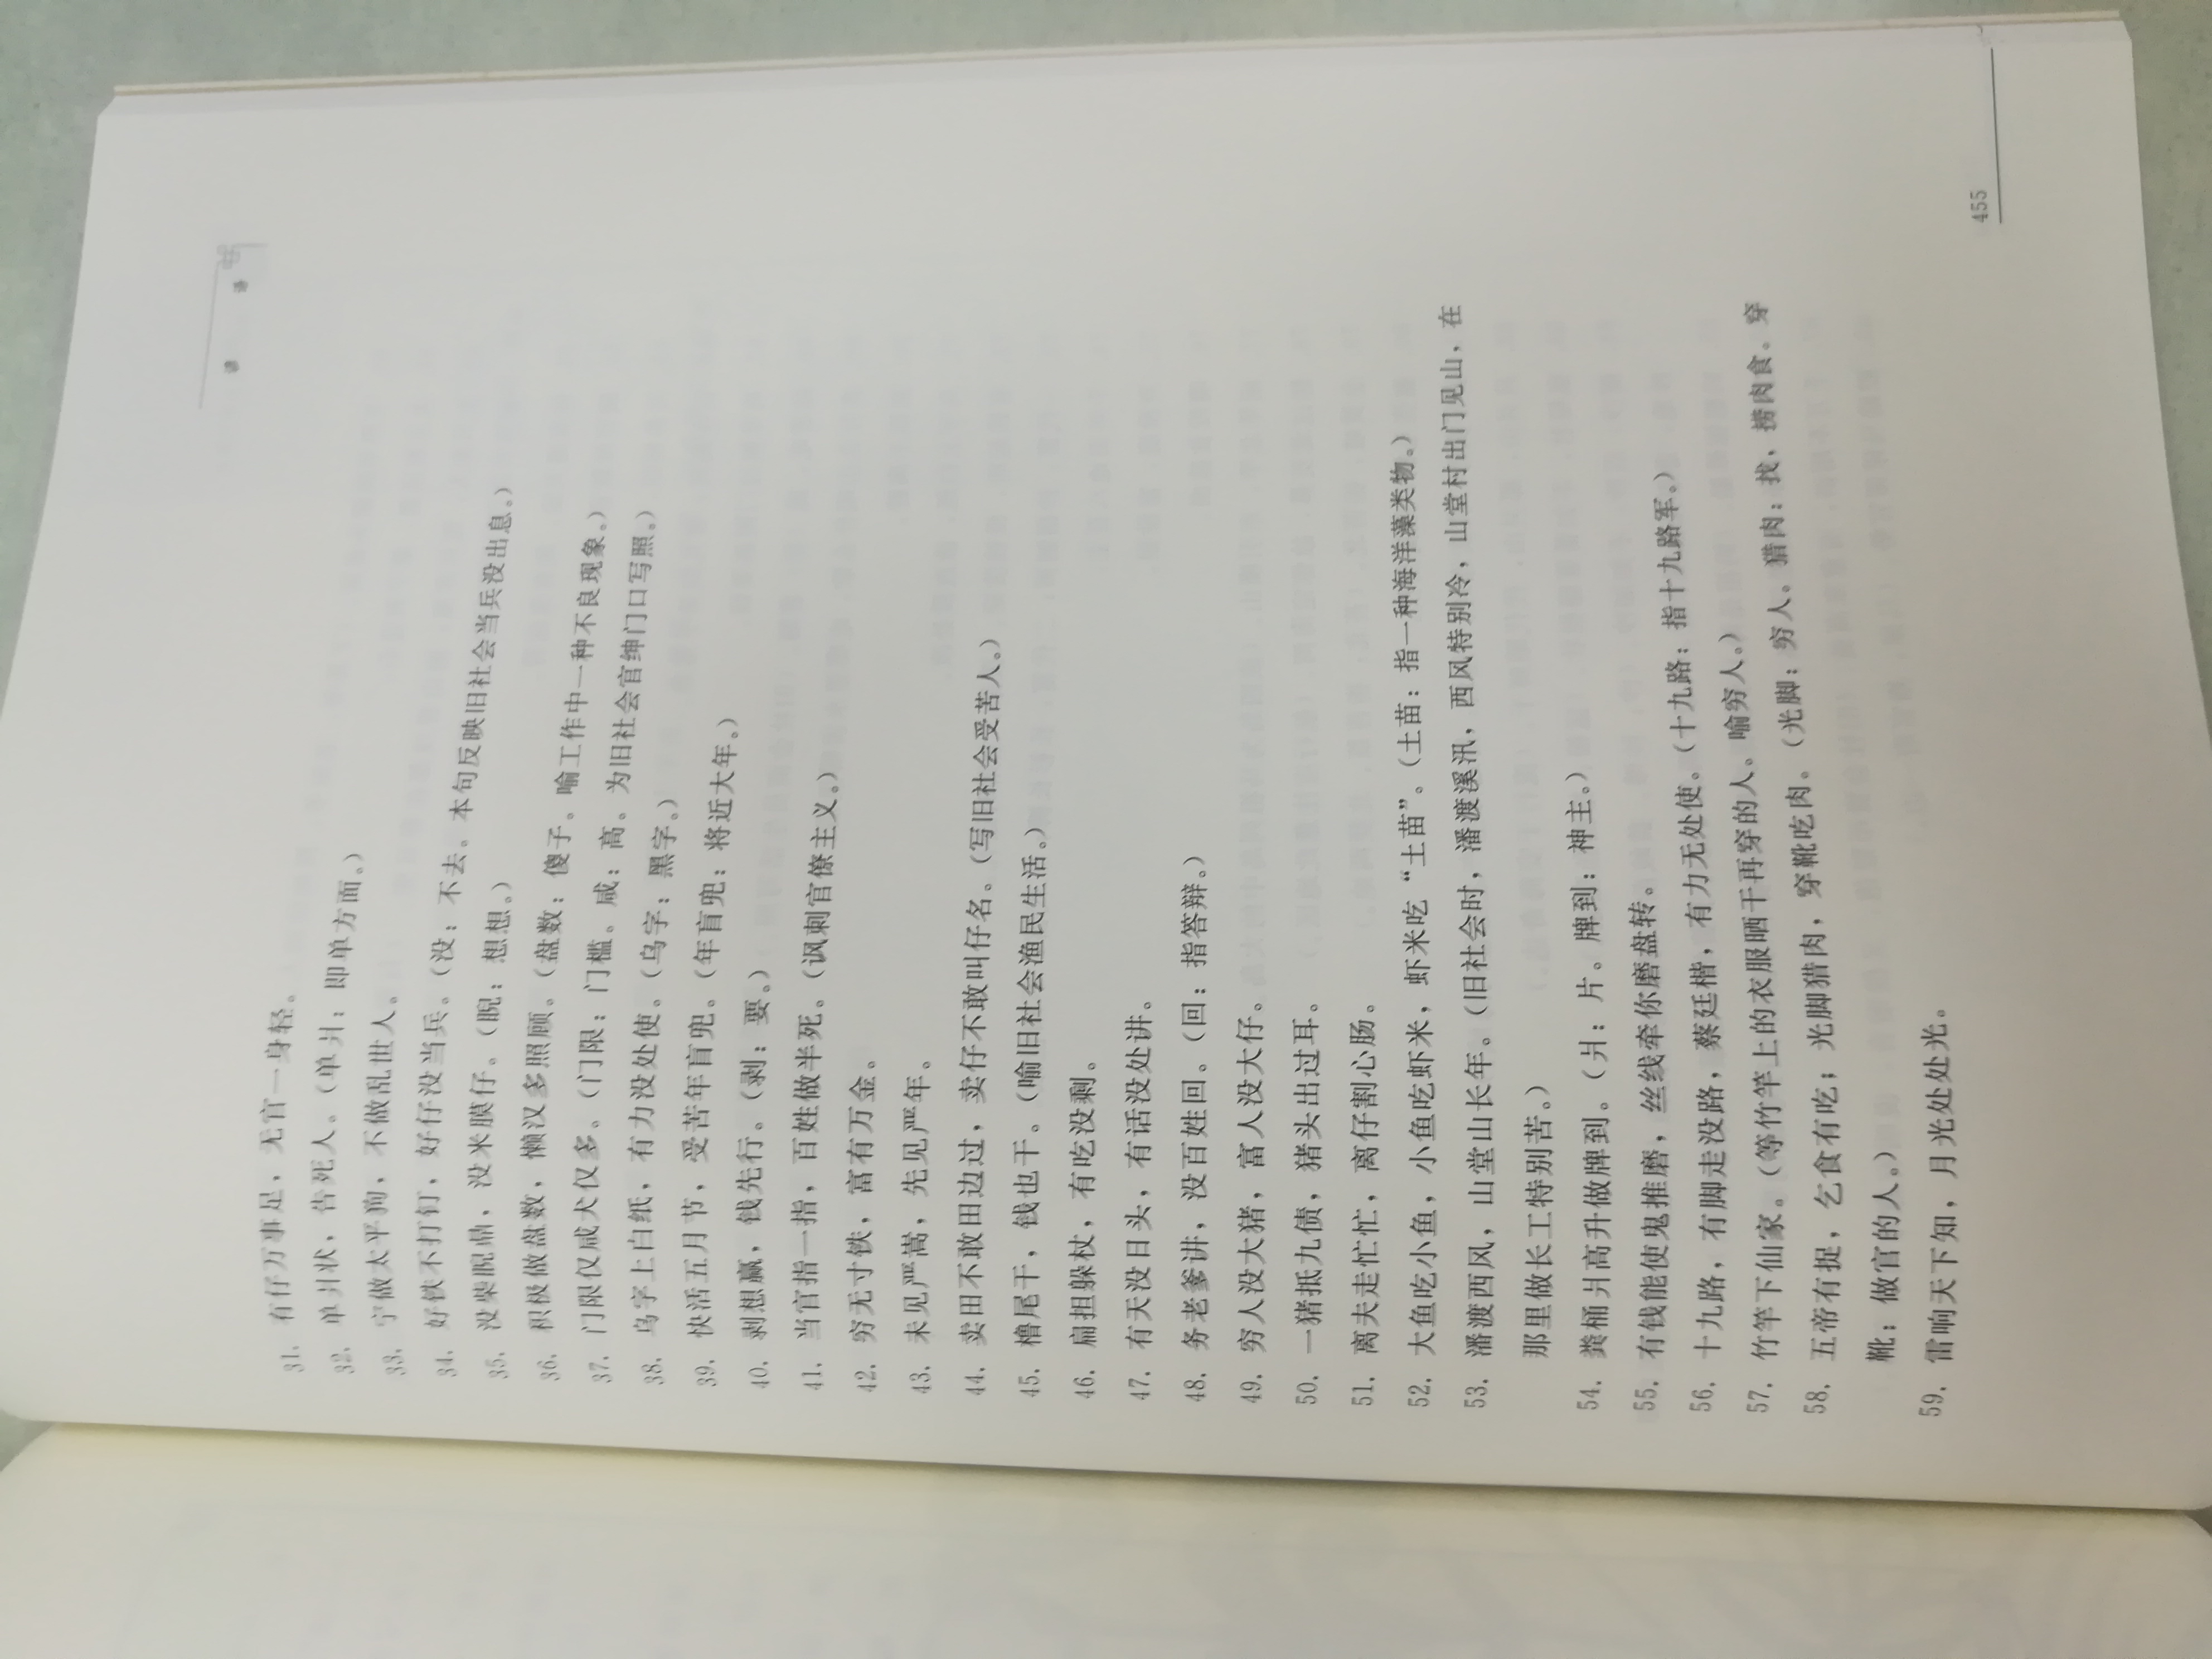 31. 有仔万事足，无官一身轻。
32. 单爿状，告死人。（单爿：即单方面。）
33. 宁做太平狗，不做乱世人。
34. 好铁不打钉，好仔没当兵。（没：不去。本句反映旧社会当兵没出息。）
35. 没柴睨鼎，没米膜仔。（睨：想想。）
36. 积极做盘数，懒汉多照顾。（盘数：傻子。喻工作中一种不良现象。）
37. 门限仅咸犬仅多。（门限：门槛。咸：高。为旧社会官绅门口写照。）
38. 乌字上白纸，有力没处使。（乌字：黑字。）
39. 快活五月节，受苦年盲兜。（年盲兜：将近大年。）
40. 剥想赢，钱先行。（剥：要。）
41. 当官指一指，百姓做半死。（讽刺官僚主义。）
42. 穷无寸铁，富有万金。
43. 未见严嵩，先见严年。
44. 卖田不敢田边过，卖仔不敢叫仔名。（写旧社会受苦人。）
45. 橹尾干，钱也干。（喻旧社会渔民生活。）
46. 扁担躲杖，有吃没剩。
47. 有天没日头，有话没处讲。
48. 务老爹讲，没百姓回。（回：指答辩。）
49. 穷人没大猪，富人没大仔。
50. 一猪抵九债，猪头出过耳。
51. 离夫走忙忙，离仔割心肠。
52. 大鱼吃小鱼，小鱼吃虾米，虾米吃“土苗”。（土苗：指一种海洋藻类物。）
53. 潘渡西风，山堂山长年。（旧社会时，潘渡溪汛，西风特别冷，山堂村出门见山，在
那里做长工特别苦。）
54. 粪桶爿高升做牌到。（爿：片。牌到：神主。）
55. 有钱能使鬼推磨，丝线牵你磨盘转。
56. 十九路，有脚走没路，蔡廷楷，有力无处使。（十九路：指十九路军。）
57. 竹竿下仙家。（等竹竿上的衣服晒干再穿的人。喻穷人。）
58. 五帝有捉，乞食有吃；光脚猎肉，穿靴吃肉。（光脚：穷人。猎肉：找，捞肉食。穿
靴：做官的人。）
59. 雷响天下知，月光处处光。
455